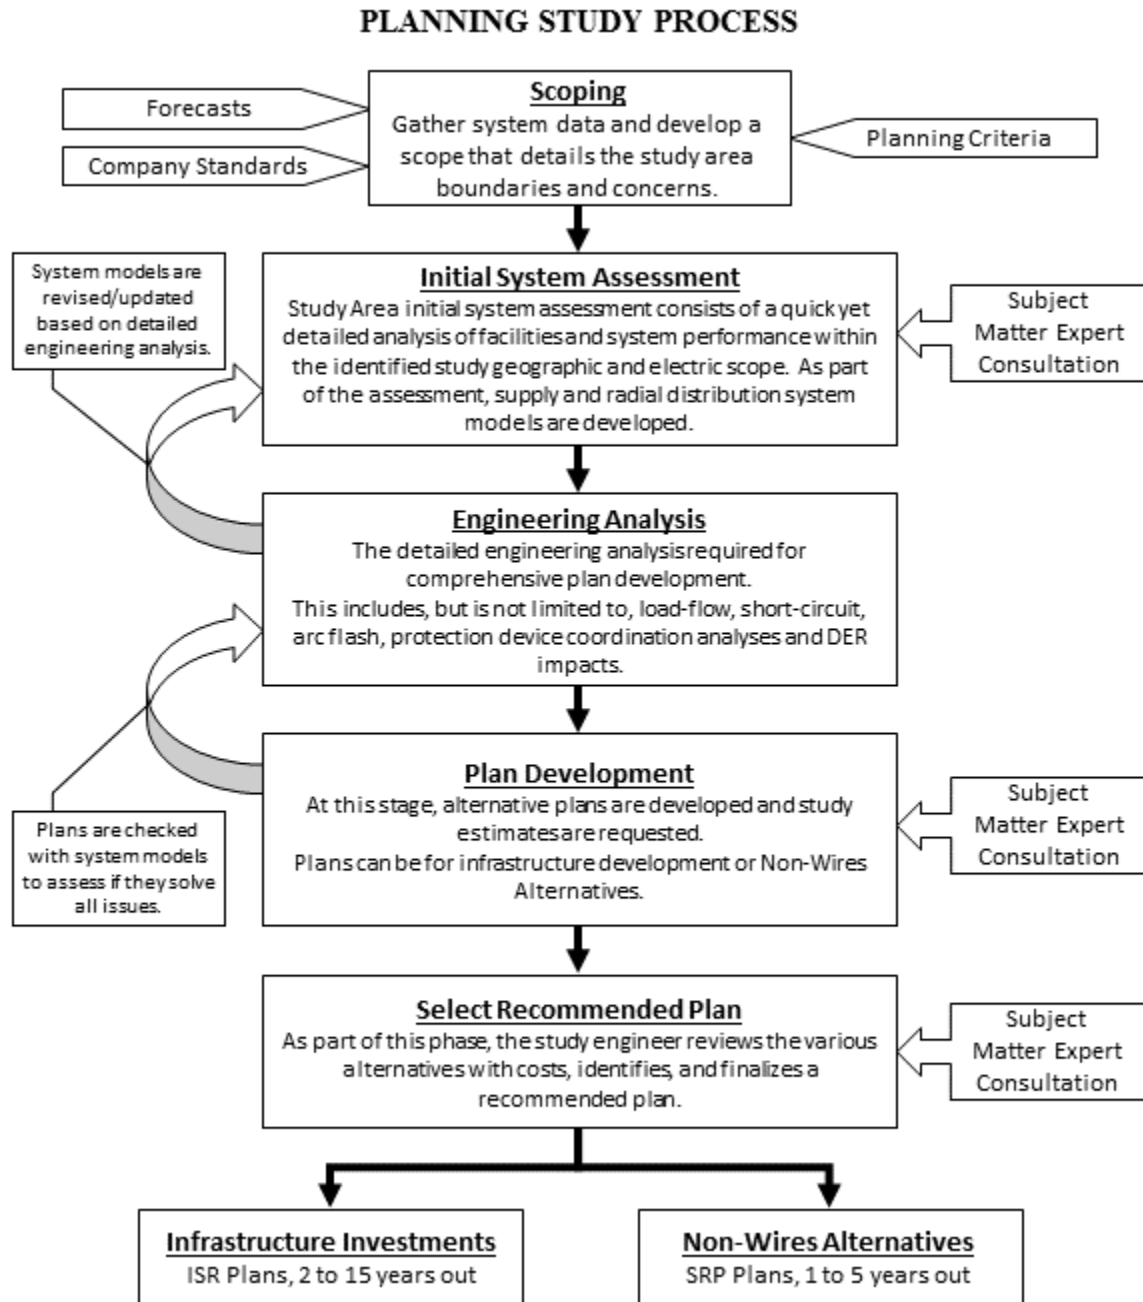 PLANNING STUDY PROCESS
Scoping
Gather system data and develop a
scope that details the study area
boundaries and concerns.
Forecasts
Company Standards
Planning Criteria
Initial System Assessment
Study Area initial system assessment consists of a quick yet
detailed analysis of facilities and system performance within
the identified study geographic and electric scope. As part
of the assessment, supply and radial distribution system
models are developed.
System models are
revised/updated
based on detailed
engineering analysis.
Subject
Matter Expert
Consultation
Engineering Analysis
The detailed engineering analysis required for
comprehensive plan development.
This includes, but is not limited to, load-flow, short-circuit,
arc flash, protection device coordination analyses and DER
impacts.
Plan Development
At this stage, alternative plans are developed and study
estimates are requested.
Plans can be for infrastructure development or Non-Wires
Alternatives.
Plans are checked
with system models
to assess if they solve
all issues.
Subject
Matter Expert
Consultation
Select Recommended Plan
As part of this phase, the study engineer reviews the various
alternatives with costs, identifies, and finalizes a
recommended plan.
Subject
Matter Expert
Consultation
Infrastructure Investments
ISR Plans, 2 to 15 years out
Non-Wires Alternatives
SRP Plans, 1 to 5 years out